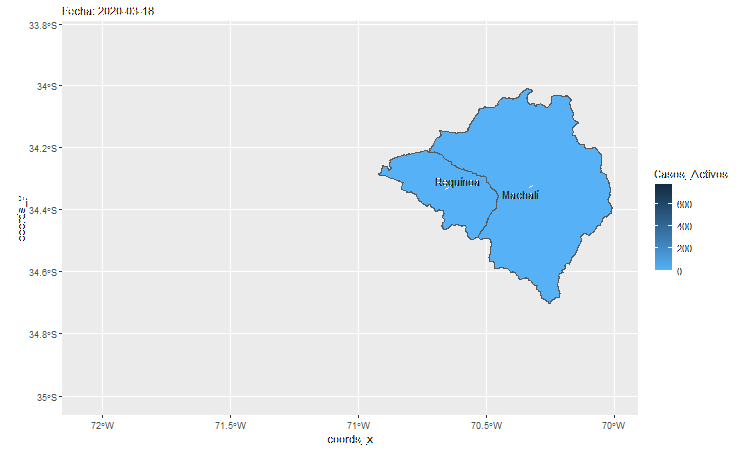 Fecha: 2020-03-18
33.8°S
34°S
34.2°S
34.4°S
34.6°S
34.8°S
35°S
coords_y
Requinoa
Machalí
72°W
71.5°W
71°W
70.5°W
70°W
coords_x
Casos_Activos
600
400
200
0